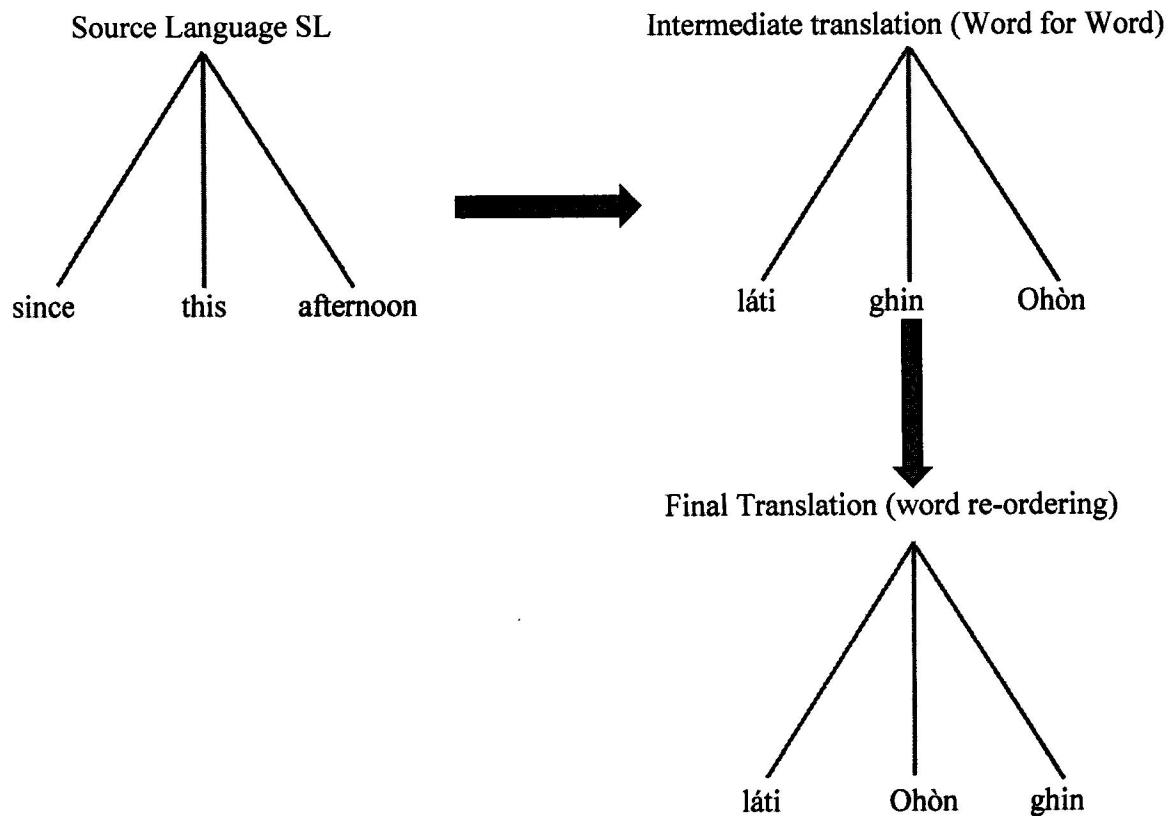 Source Language SL
Intermediate translation (Word for Word)
since this afternoon
láti ghin Ohòn
Final Translation (word re-ordering)
láti Ohòn ghin